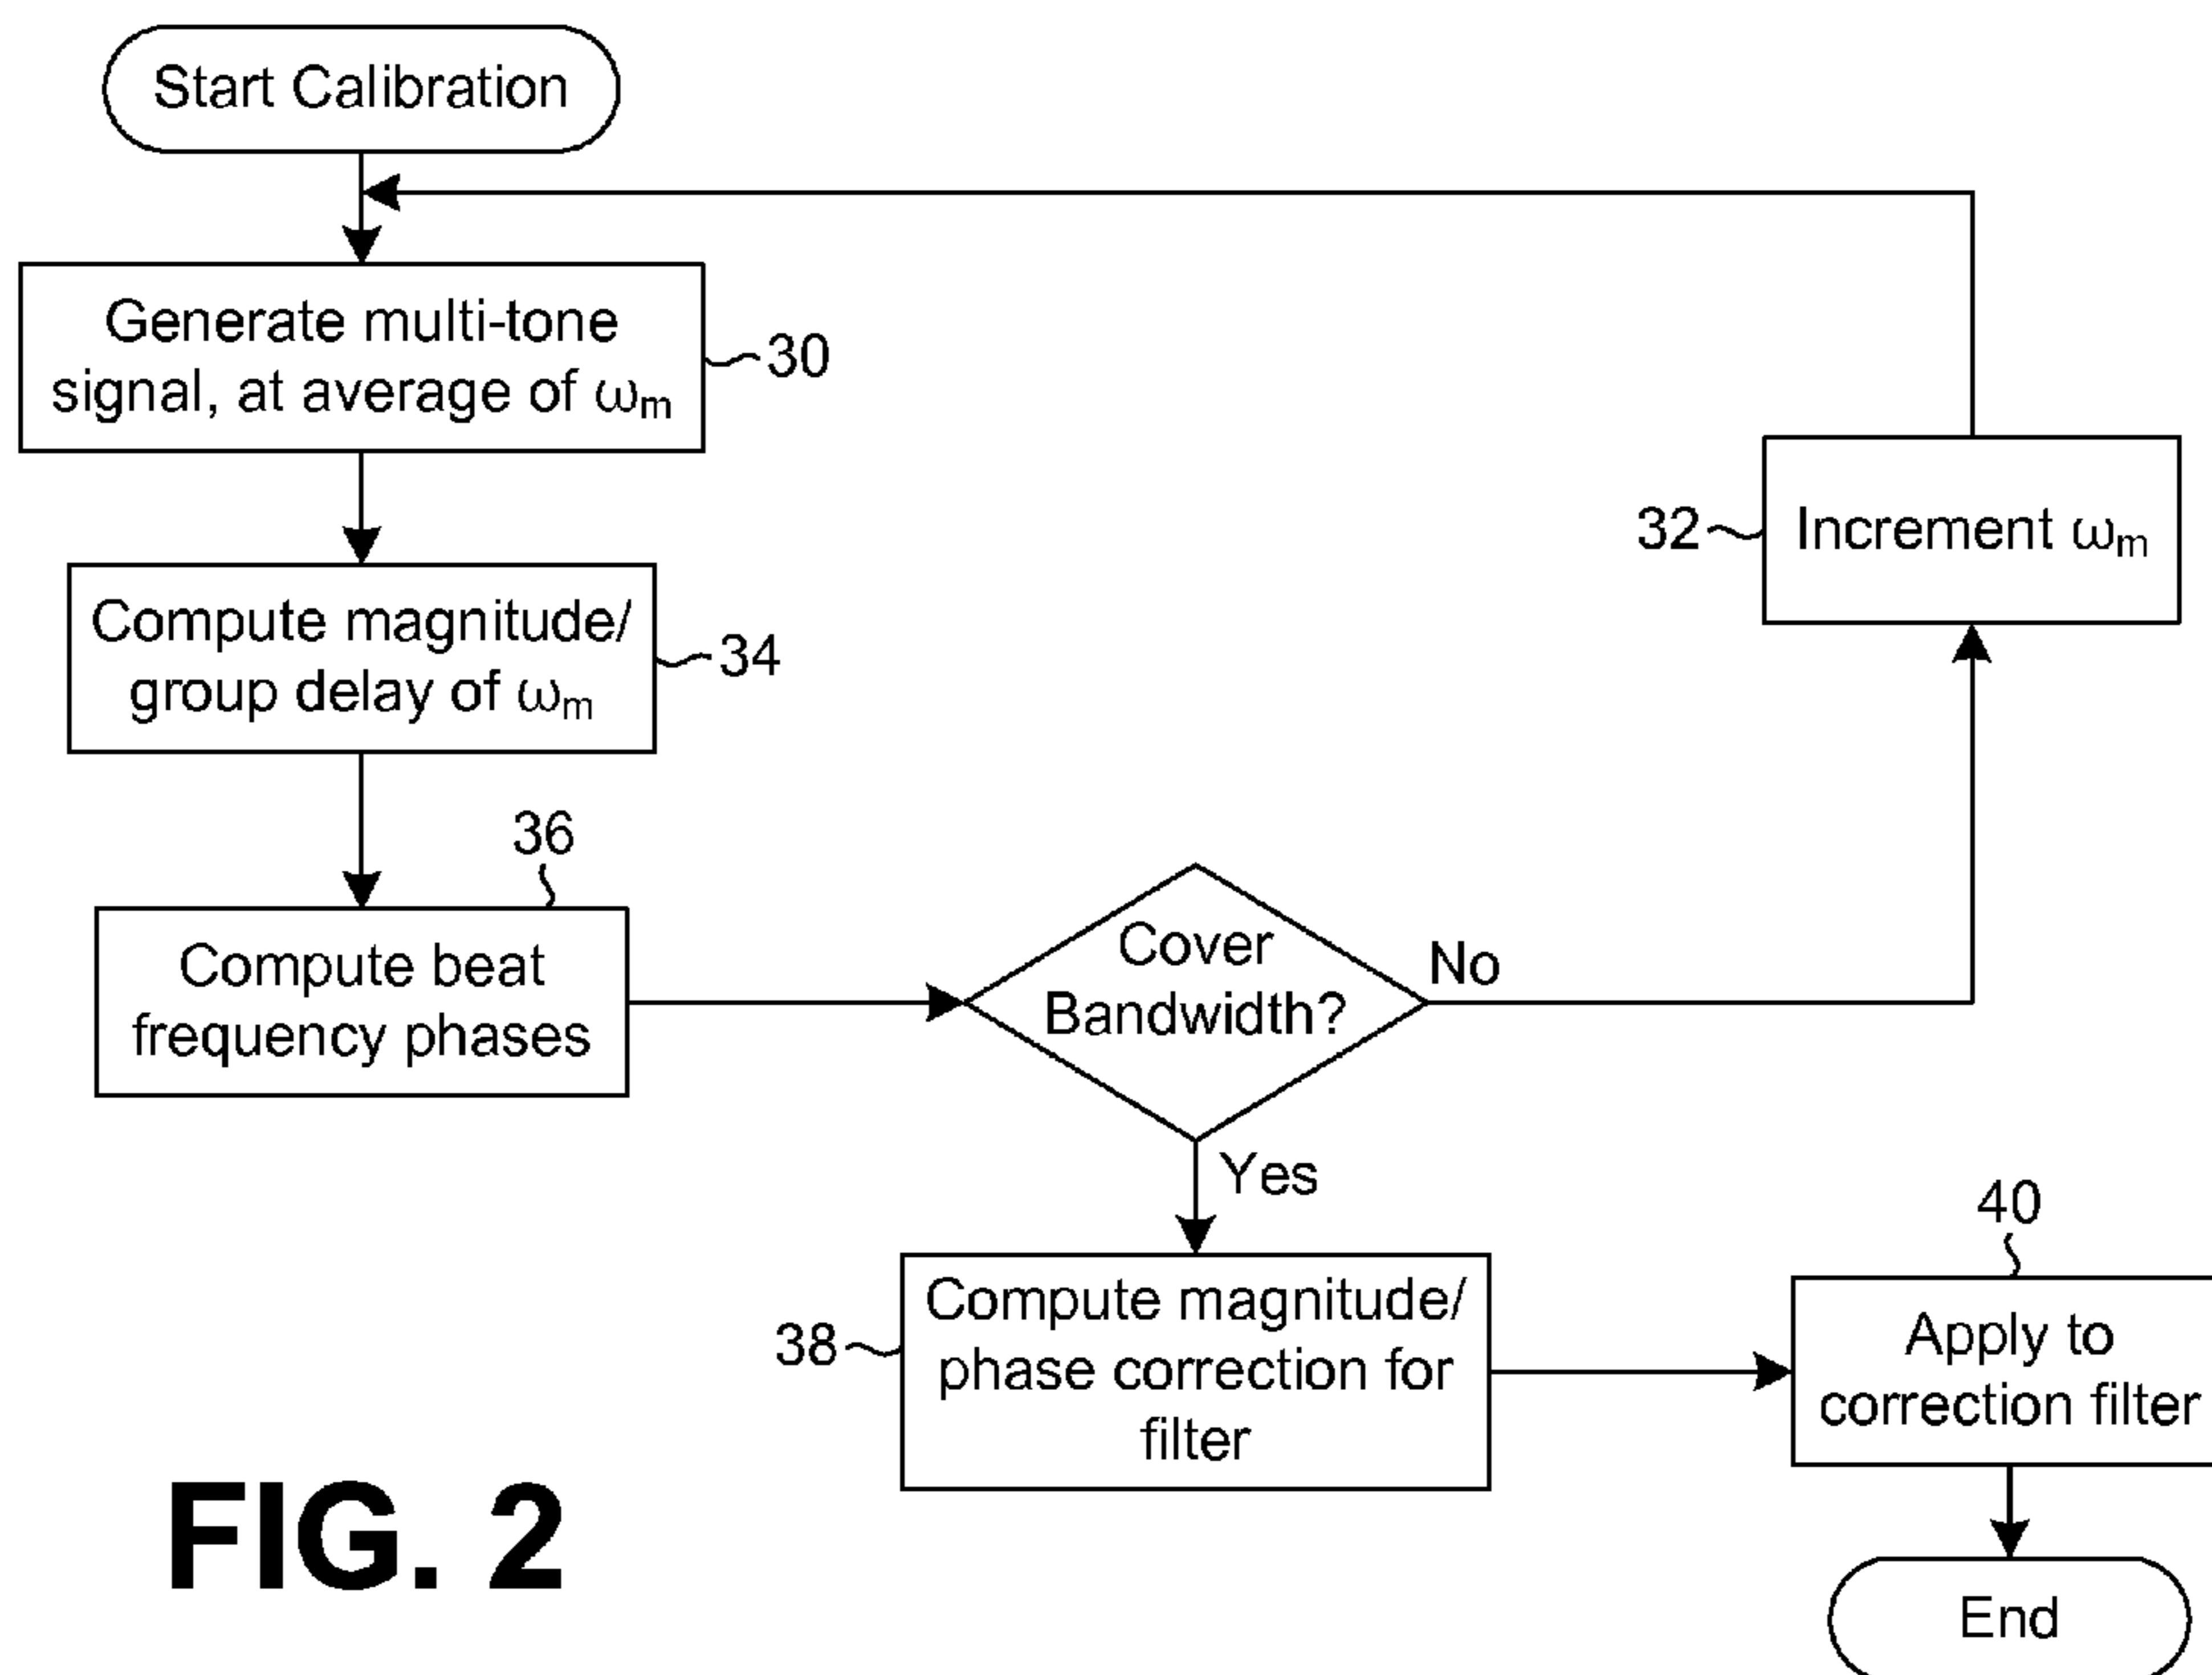 Start Calibration
Generate multi-tone
signal, at average of ωm
30
Increment ωm
32
Compute magnitude/
group delay of ωm
34
36
Compute beat
frequency phases
Cover
Bandwidth?
No
Yes
38
Compute magnitude/
phase correction for
filter
40
Apply to
correction filter
End
FIG. 2